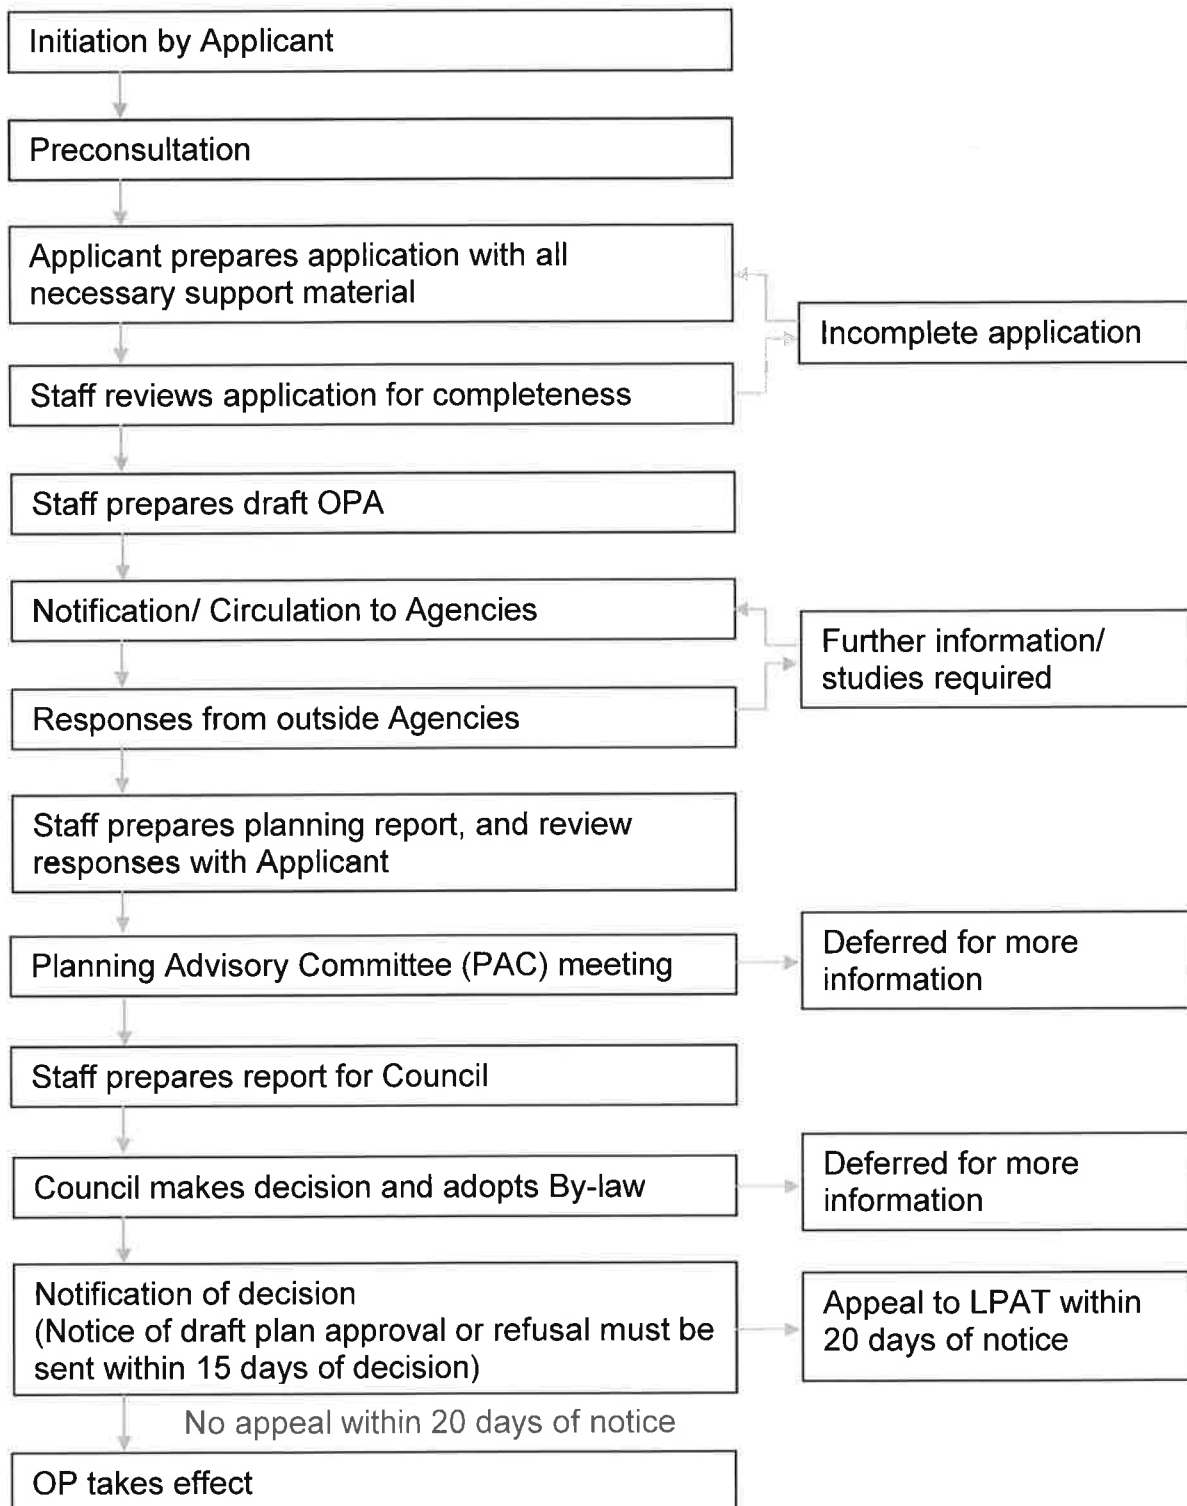 Initiation by Applicant
Preconsultation
Applicant prepares application with all
necessary support material
Incomplete application
Staff reviews application for completeness
Staff prepares draft OPA
Notification/ Circulation to Agencies
Further information/
studies required
Responses from outside Agencies
Staff prepares planning report, and review
responses with Applicant
Planning Advisory Committee (PAC) meeting
Deferred for more
information
Staff prepares report for Council
Council makes decision and adopts By-law
Deferred for more
information
Notification of decision
(Notice of draft plan approval or refusal must be
sent within 15 days of decision)
Appeal to LPAT within
20 days of notice
No appeal within 20 days of notice
OP takes effect